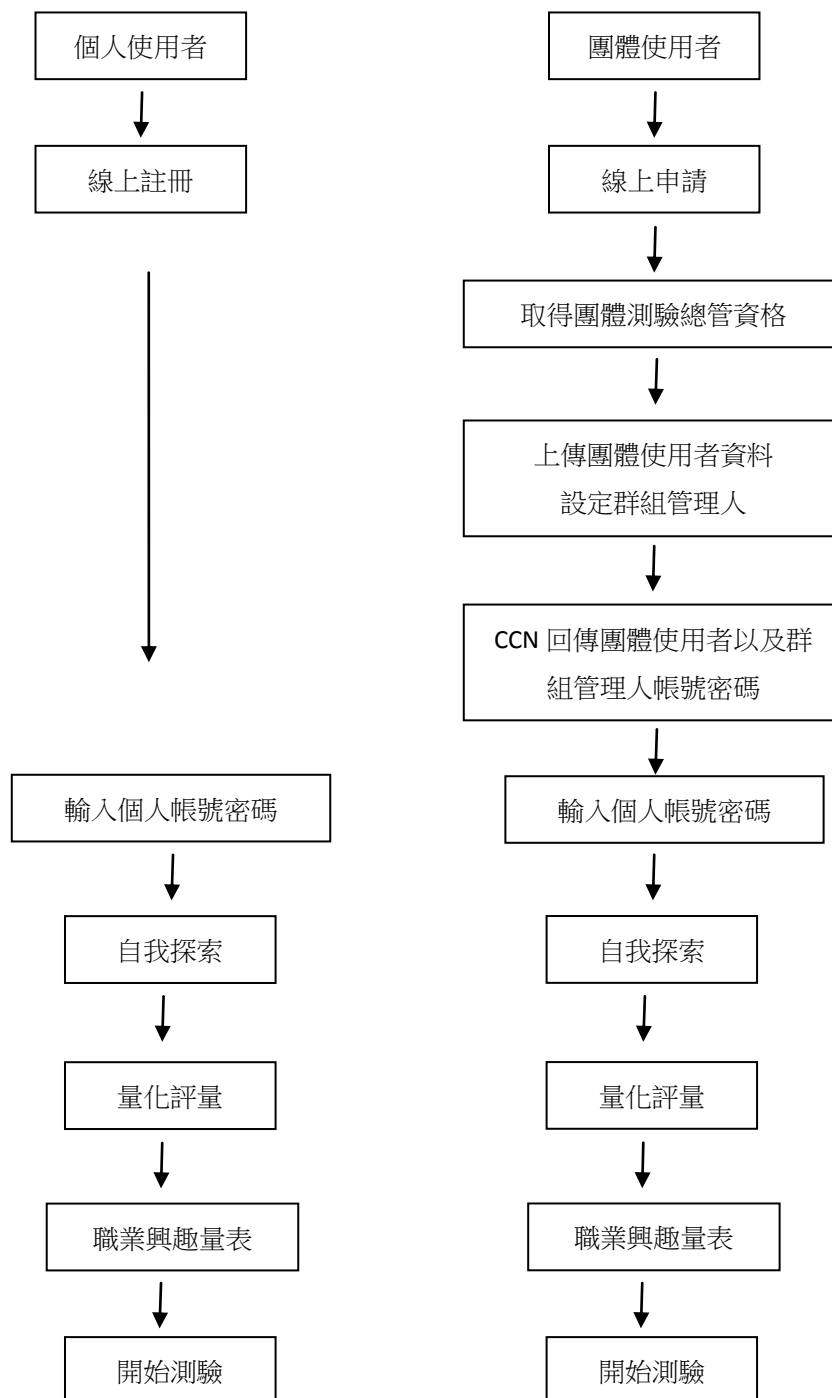 個人使用者
線上註冊
輸入個人帳號密碼
自我探索
量化評量
職業興趣量表
開始測驗
團體使用者
線上申請
取得團體測驗總管資格
上傳團體使用者資料
設定群組管理人
CCN 回傳團體使用者以及群
組管理人帳號密碼
輸入個人帳號密碼
自我探索
量化評量
職業興趣量表
開始測驗